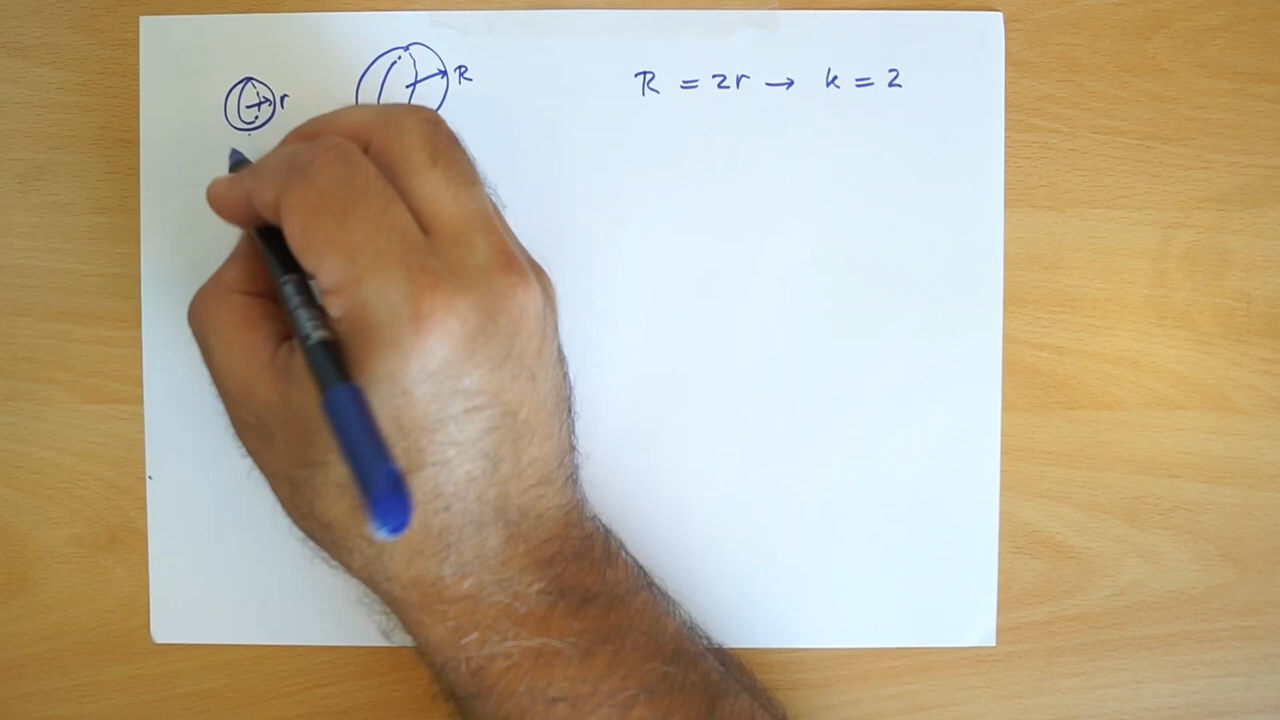 r
R
R = 2r → k = 2